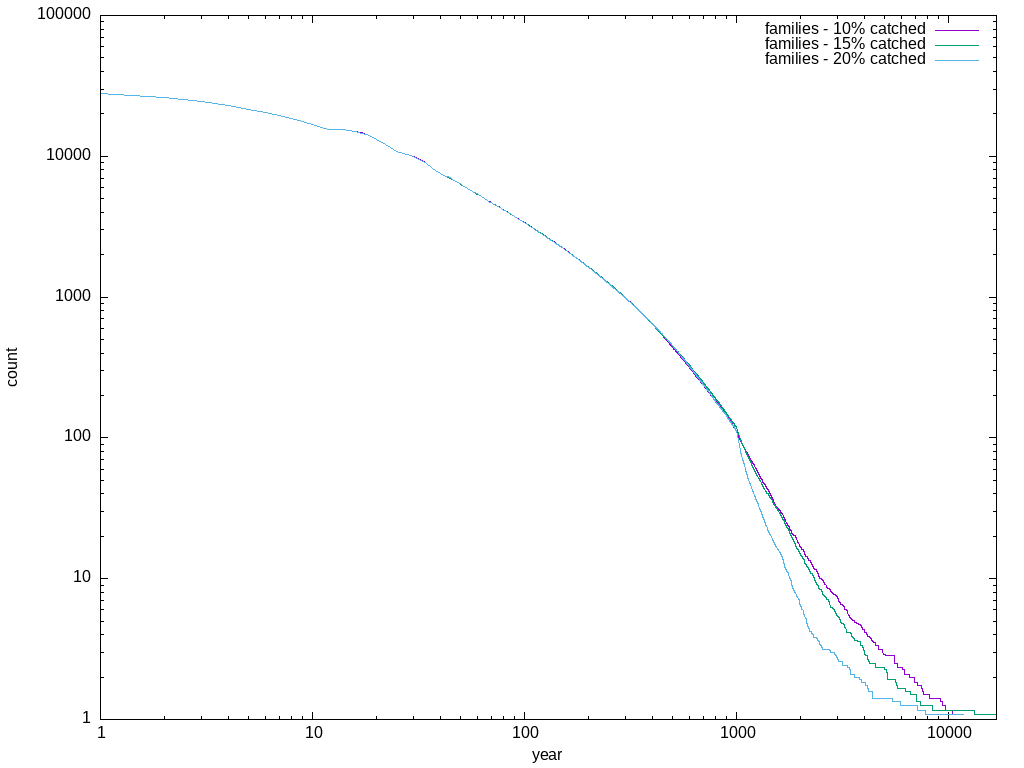 100000
families - 10% catched
families - 15% catched
families - 20% catched
10000
1000
count
100
10
1
1 10 100 1000 10000
year